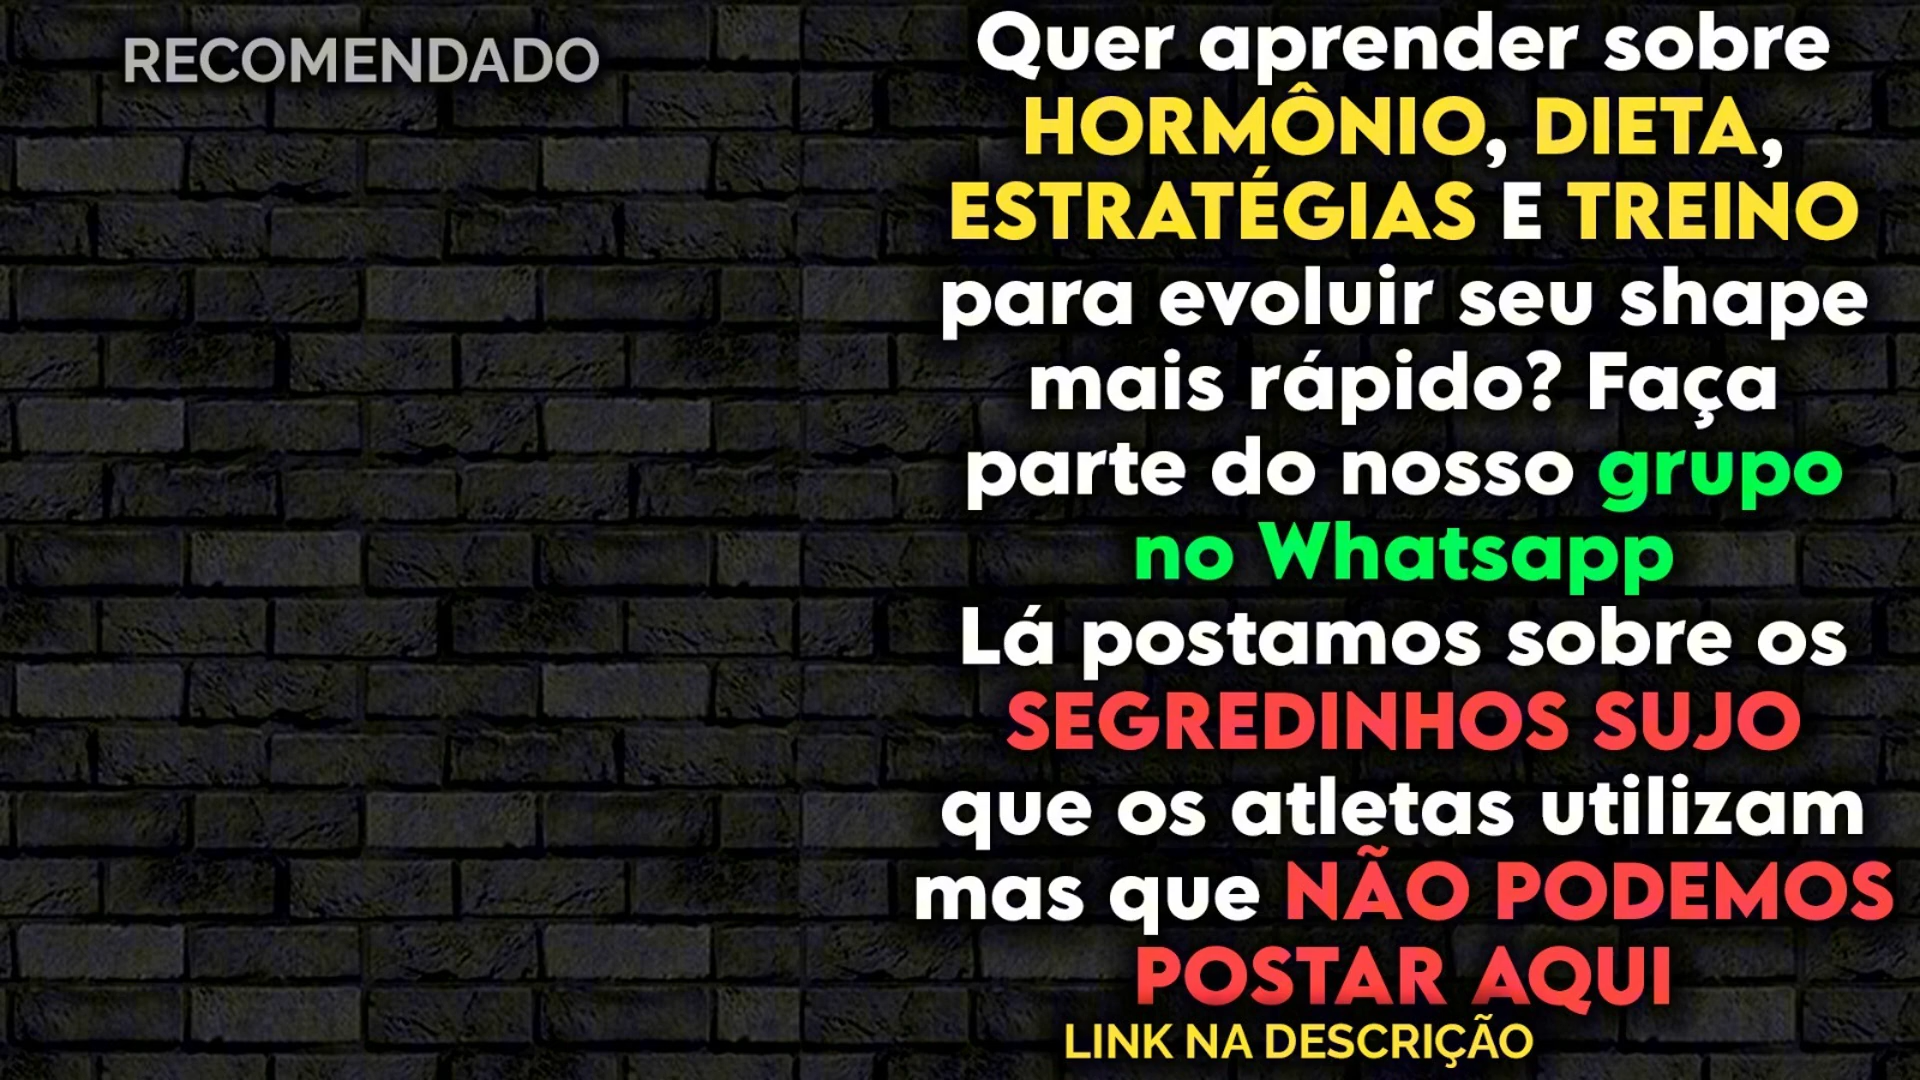 RECOMENDADO
Quer aprender sobre
HORMÔNIO, DIETA,
ESTRATÉGIAS E TREINO
para evoluir seu shape
mais rápido? Faça
parte do nosso grupo
no Whatsapp
Lá postamos sobre os
SEGREDINHOS SUJO
que os atletas utilizam
mas que NÃO PODEMOS
POSTAR AQUI
LINK NA DESCRIÇÃO